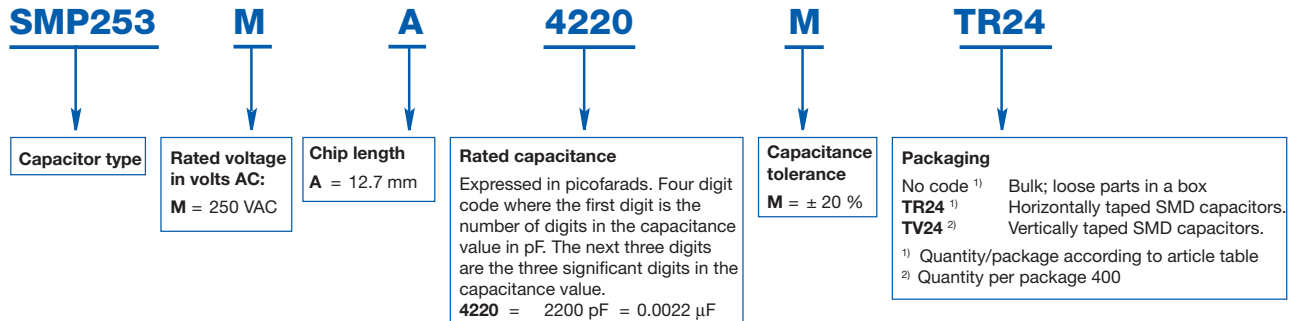 SMP253 M A 4220 M TR24
Capacitor type
Rated voltage
in volts AC:
M = 250 VAC
Chip length
A = 12.7 mm
Rated capacitance
Expressed in picofarads. Four digit
code where the first digit is the
number of digits in the capacitance
value in pF. The next three digits
are the three significant digits in the
capacitance value.
4220 = 2200 pF = 0.0022 µF
Capacitance
tolerance
M = ± 20 %
Packaging
No code 1) Bulk; loose parts in a box
TR24 1) Horizontally taped SMD capacitors.
TV24 2) Vertically taped SMD capacitors.
1) Quantity/package according to article table
2) Quantity per package 400